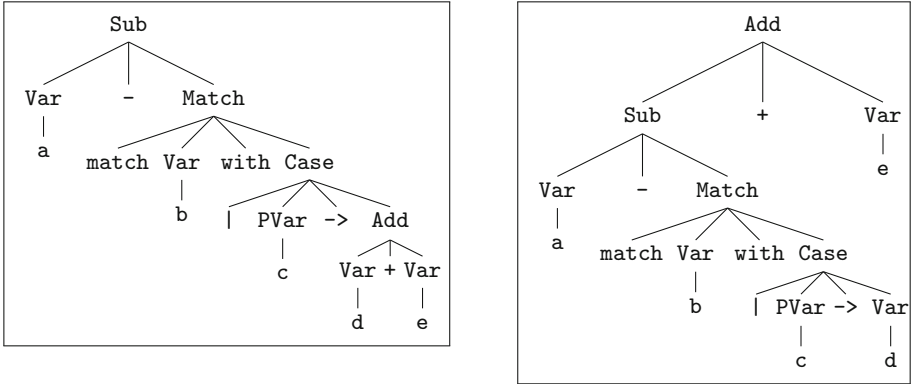 Sub
Var - Match
a
match Var with Case
b
| PVar -> Add
c
Var + Var
d e
Add
Sub + Var
e
Var - Match
a
match Var with Case
b
| PVar -> Var
c d